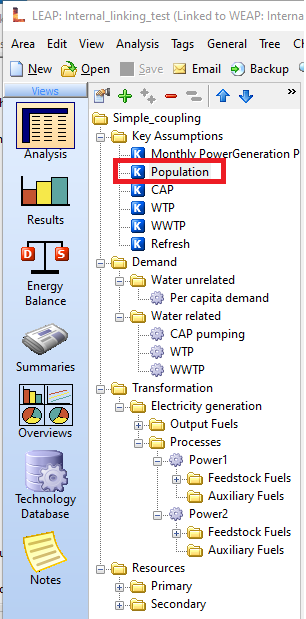 LEAP: Internal_linking_test (Linked to WEAP: Intern
Area Edit View Analysis Tags General Tree Ch
New Open Save Email Backup
Views
Analysis
Results
Energy
Balance
Summaries
Overviews
Technology
Database
Notes
Simple_coupling
Key Assumptions
Monthly PowerGeneration P
Population
CAP
WTP
WWTP
Refresh
Demand
Water unrelated
Per capita demand
Water related
CAP pumping
WTP
WWTP
Transformation
Electricity generation
Output Fuels
Processes
Power1
Feedstock Fuels
Auxiliary Fuels
Power2
Feedstock Fuels
Auxiliary Fuels
Resources
Primary
Secondary